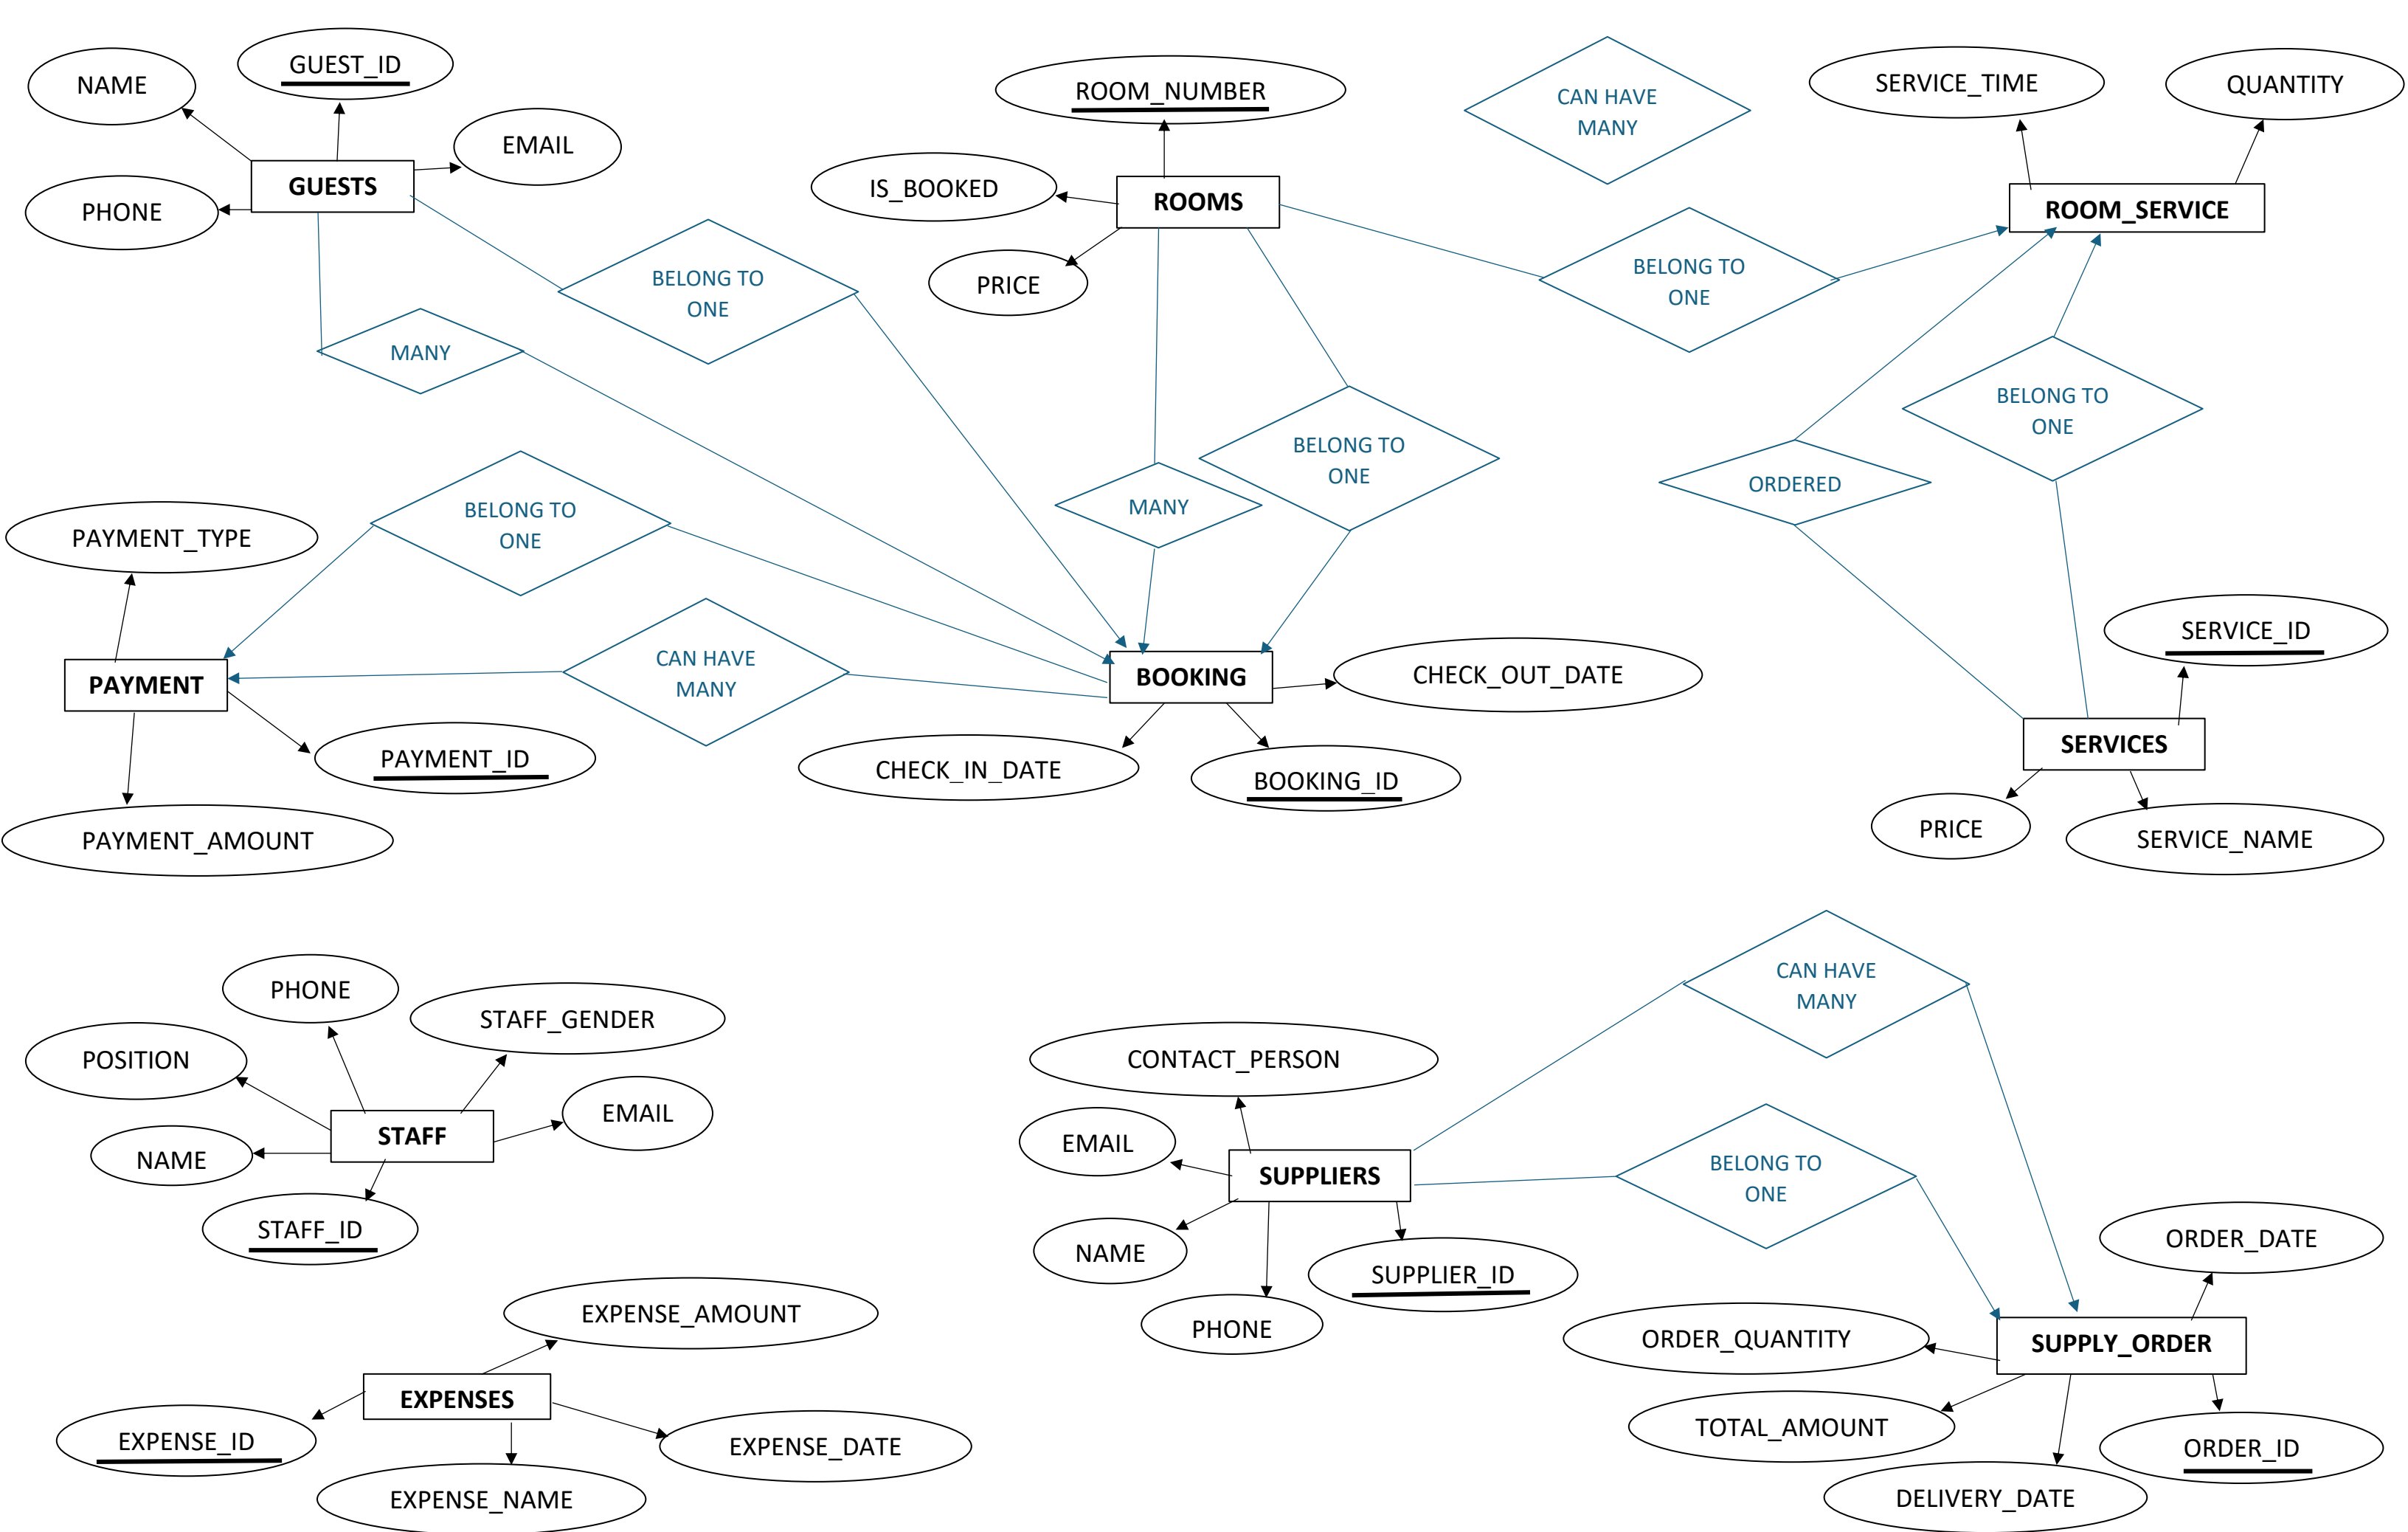 GUEST_ID
NAME
EMAIL
GUESTS
PHONE
ROOM_NUMBER
IS_BOOKED
ROOMS
PRICE
CAN HAVE
MANY
SERVICE_TIME
QUANTITY
ROOM_SERVICE
BELONG TO
ONE
BELONG TO
ONE
MANY
BELONG TO
ONE
BELONG TO
ONE
MANY
ORDERED
BELONG TO
ONE
PAYMENT_TYPE
CAN HAVE
MANY
PAYMENT
BOOKING
CHECK_OUT_DATE
SERVICE_ID
SERVICES
PAYMENT_ID
CHECK_IN_DATE
BOOKING_ID
PAYMENT_AMOUNT
PRICE
SERVICE_NAME
PHONE
STAFF_GENDER
POSITION
EMAIL
STAFF
NAME
STAFF_ID
CAN HAVE
MANY
CONTACT_PERSON
EMAIL
SUPPLIERS
BELONG TO
ONE
NAME
SUPPLIER_ID
PHONE
ORDER_DATE
ORDER_QUANTITY
SUPPLY_ORDER
TOTAL_AMOUNT
ORDER_ID
DELIVERY_DATE
EXPENSE_AMOUNT
EXPENSES
EXPENSE_ID
EXPENSE_DATE
EXPENSE_NAME